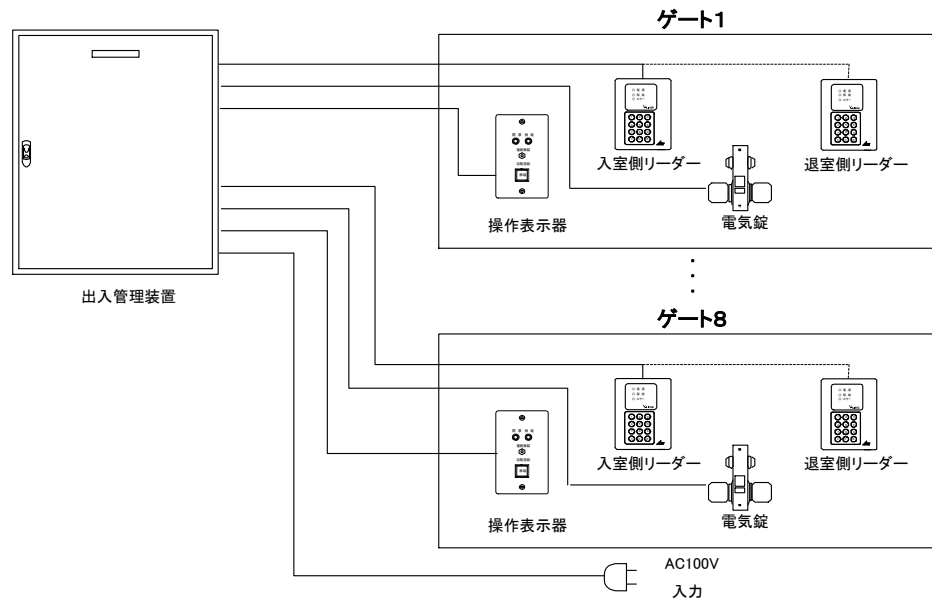 ゲート1
入室側リーダー
退室側リーダー
操作表示器
電気錠
出入管理装置
ゲート8
入室側リーダー
退室側リーダー
操作表示器
電気錠
AC100V
入力